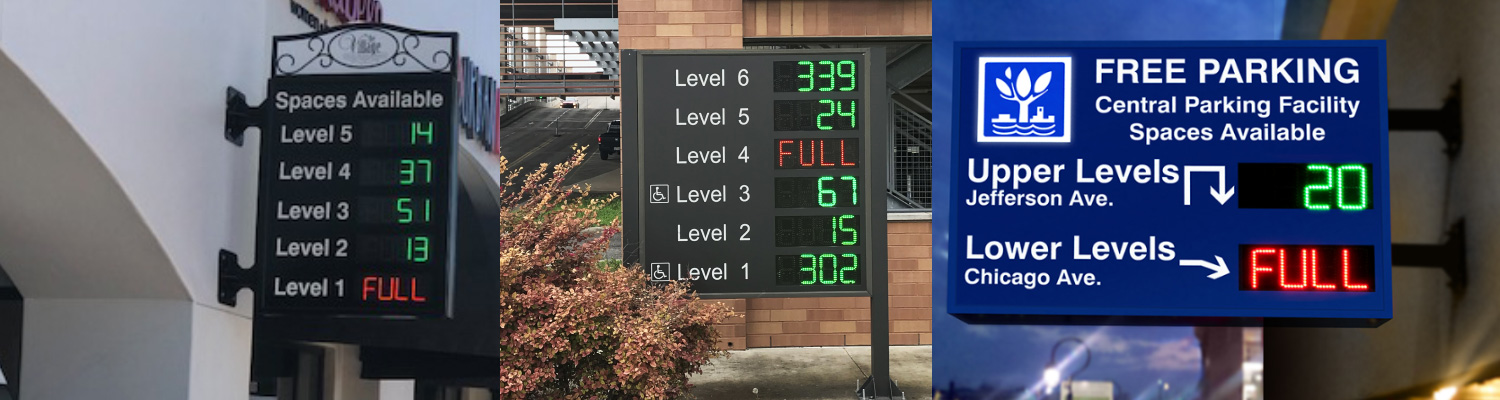 The
Village
Spaces Available
Level 5 14
Level 4 37
Level 3 51
Level 2 13
Level 1 FULL
Level 6 339
Level 5 24
Level 4 FULL
Level 3 67
Level 2 15
Level 1 302
FREE PARKING
Central Parking Facility
Spaces Available
Upper Levels 20
Jefferson Ave.
Lower Levels FULL
Chicago Ave.